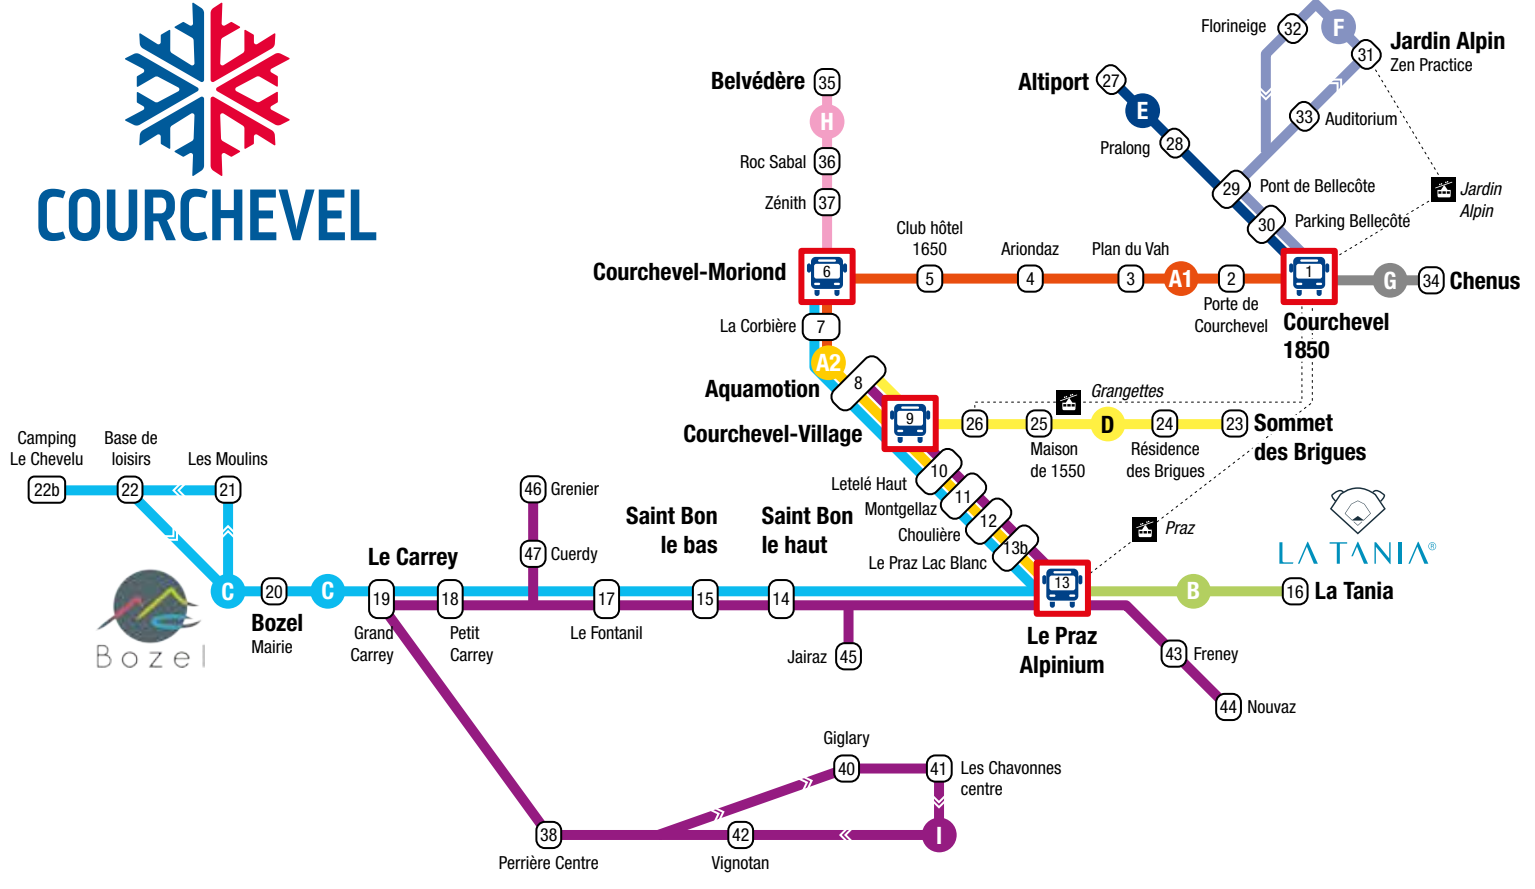 COURCHEVEL
Florineige
32
F
31
Jardin Alpin
Zen Practice
33
Auditorium
Belvédère
35
H
Roc Sabal
36
Zénith
37
Altiport
27
E
Pralong
28
29
Pont de Bellecôte
30
Parking Bellecôte
Jardin
Alpin
Courchevel-Moriond
6
Club hôtel
1650
5
Ariondaz
4
Plan du Vah
3
A1
2
Porte de
Courchevel
1
Courchevel
1850
G
34
Chenus
La Corbière
7
A2
Aquamotion
8
Courchevel-Village
9
Grangettes
26
25
Maison
de 1550
D
24
Résidence
des Brigues
23
Sommet
des Brigues
Letelé Haut
10
Montgellaz
11
Choulière
12
Le Praz Lac Blanc
13b
Praz
LA TANIA®
Camping
Le Chevelu
22b
Base de
loisirs
22
Les Moulins
21
C
20
Bozel
Mairie
C
Bozel
Le Carrey
19
Grand
Carrey
18
Petit
Carrey
46
Grenier
47
Cuerdy
17
Le Fontanil
Saint Bon
le bas
15
Saint Bon
le haut
14
Jairaz
45
13
Le Praz
Alpinium
B
16
La Tania
43
Freney
44
Nouvaz
Giglary
40
41
Les Chavonnes
centre
38
Perrière Centre
42
Vignotan
I